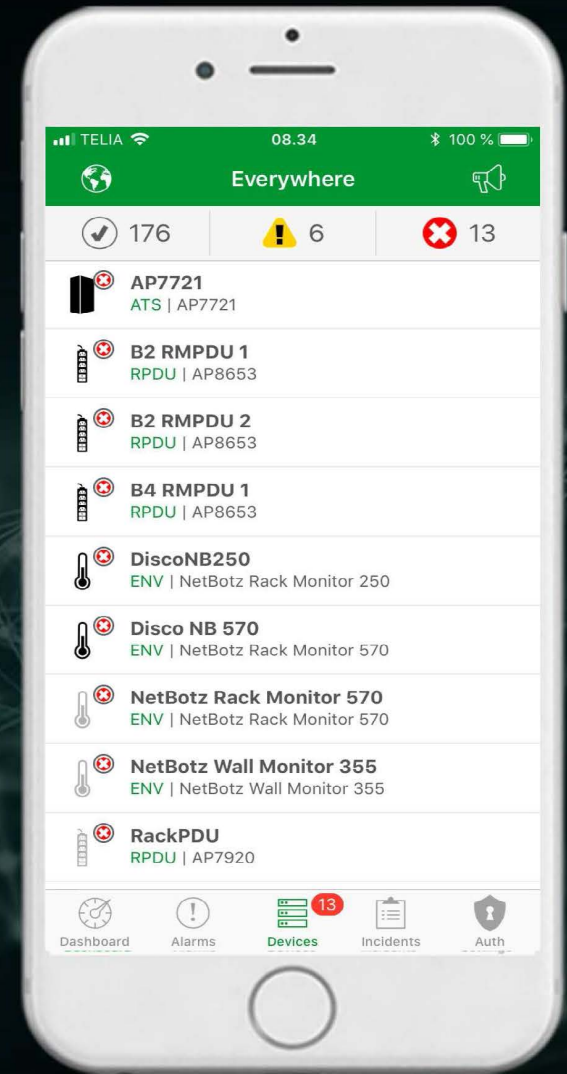 TELIA 08.34 100 %
Everywhere
176 6 13
AP7721
ATS | AP7721
B2 RMPDU 1
RPDU | AP8653
B2 RMPDU 2
RPDU | AP8653
B4 RMPDU 1
RPDU | AP8653
DiscoNB250
ENV | NetBotz Rack Monitor 250
Disco NB 570
ENV | NetBotz Rack Monitor 570
NetBotz Rack Monitor 570
ENV | NetBotz Rack Monitor 570
NetBotz Wall Monitor 355
ENV | NetBotz Wall Monitor 355
RackPDU
RPDU | AP7920
13
Dashboard Alarms Devices Incidents Auth